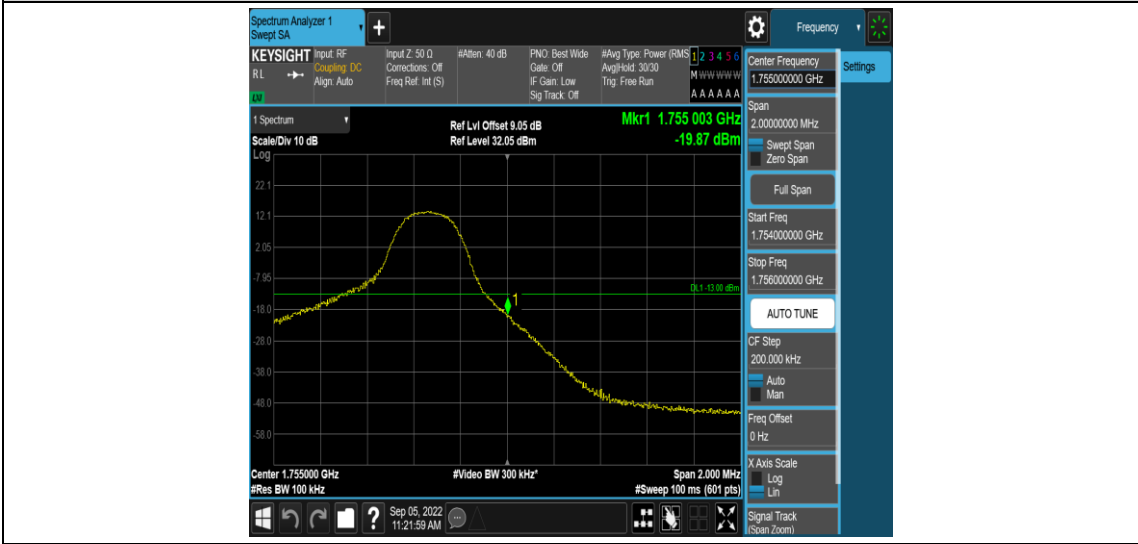 Spectrum Analyzer 1
Swept SA
Frequency
KEYSIGHT
Input: RF
Input Z: 50 Ω
#Atten: 40 dB
PNO: Best Wide
#Avg Type: Power (RMS
1 2 3 4 5 6
RL
Coupling: DC
Corrections: Off
Gate: Off
Avg|Hold: 30/30
M W W W W W
Align: Auto
Freq Ref: Int (S)
IF Gain: Low
Trig: Free Run
Sig Track: Off
A A A A A A
1 Spectrum
Ref Lvl Offset 9.05 dB
Mkr1 1.755 003 GHz
Scale/Div 10 dB
Ref Level 32.05 dBm
-19.87 dBm
Log
22.1
12.1
2.05
-7.95
DL1 -13.00 dBm
-18.0
1
-28.0
-38.0
-48.0
-58.0
Center 1.755000 GHz
#Video BW 300 kHz*
Span 2.000 MHz
#Res BW 100 kHz
#Sweep 100 ms (601 pts)
Sep 05, 2022
11:21:59 AM
Center Frequency
1.755000000 GHz
Settings
Span
2.00000000 MHz
Swept Span
Zero Span
Full Span
Start Freq
1.754000000 GHz
Stop Freq
1.756000000 GHz
AUTO TUNE
CF Step
200.000 kHz
Auto
Man
Freq Offset
0 Hz
X Axis Scale
Log
Lin
Signal Track
(Span Zoom)